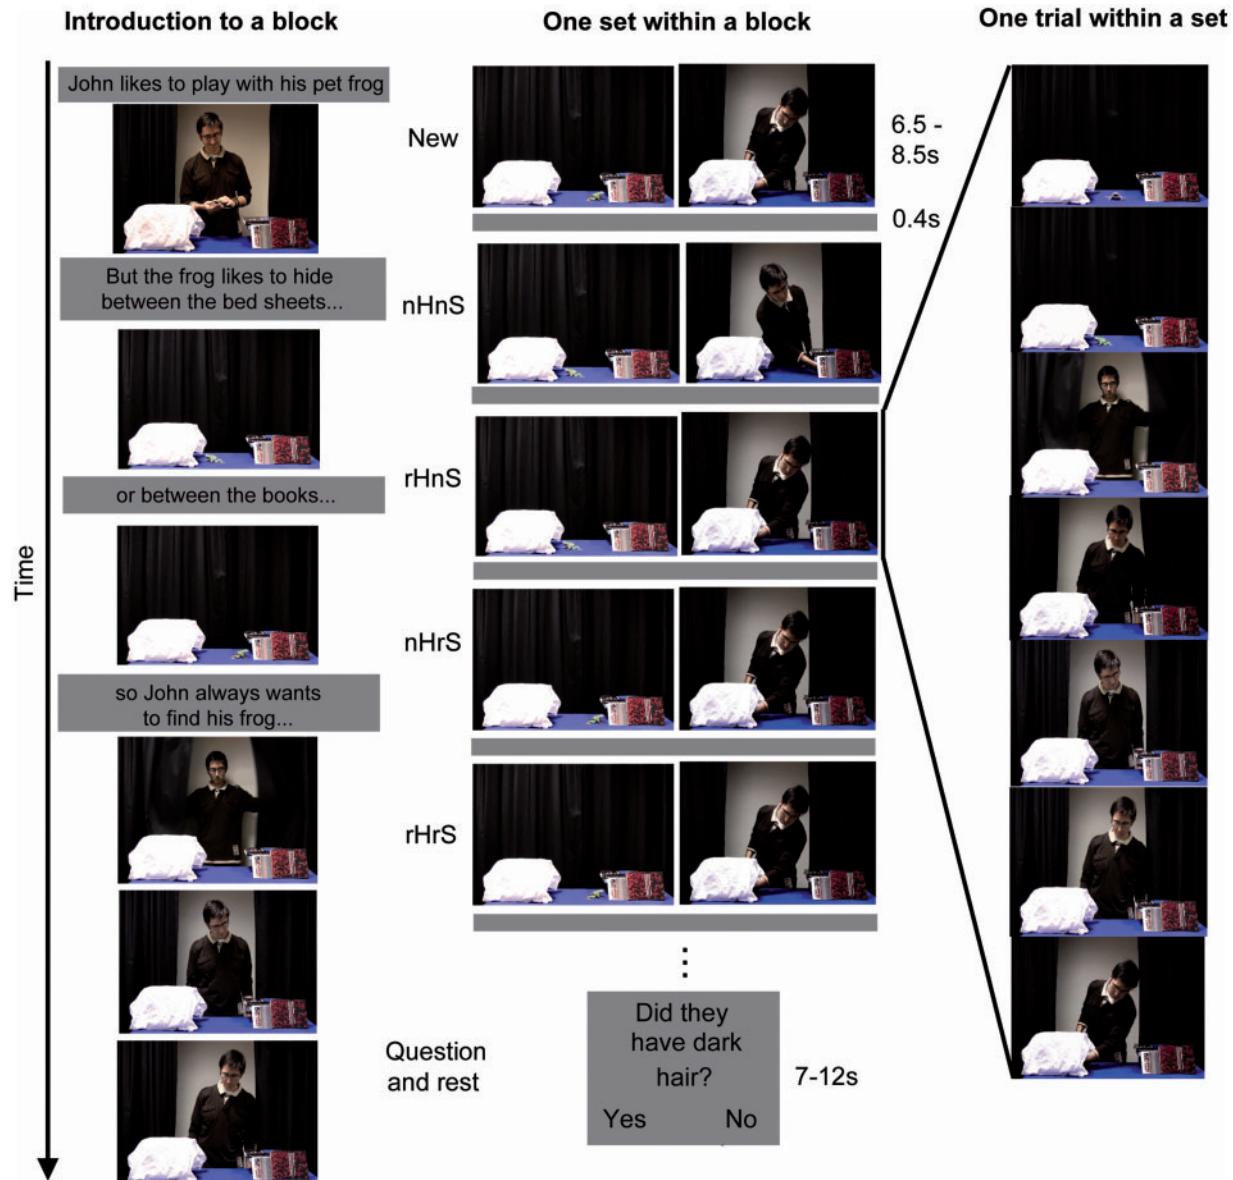 Introduction to a block
One set within a block
One trial within a set
Time
John likes to play with his pet frog
But the frog likes to hide
between the bed sheets...
or between the books...
so John always wants
to find his frog...
New
6.5 -
8.5s
0.4s
nHnS
rHnS
nHrS
rHrS
Question
and rest
Did they
have dark
hair?
Yes No
7-12s